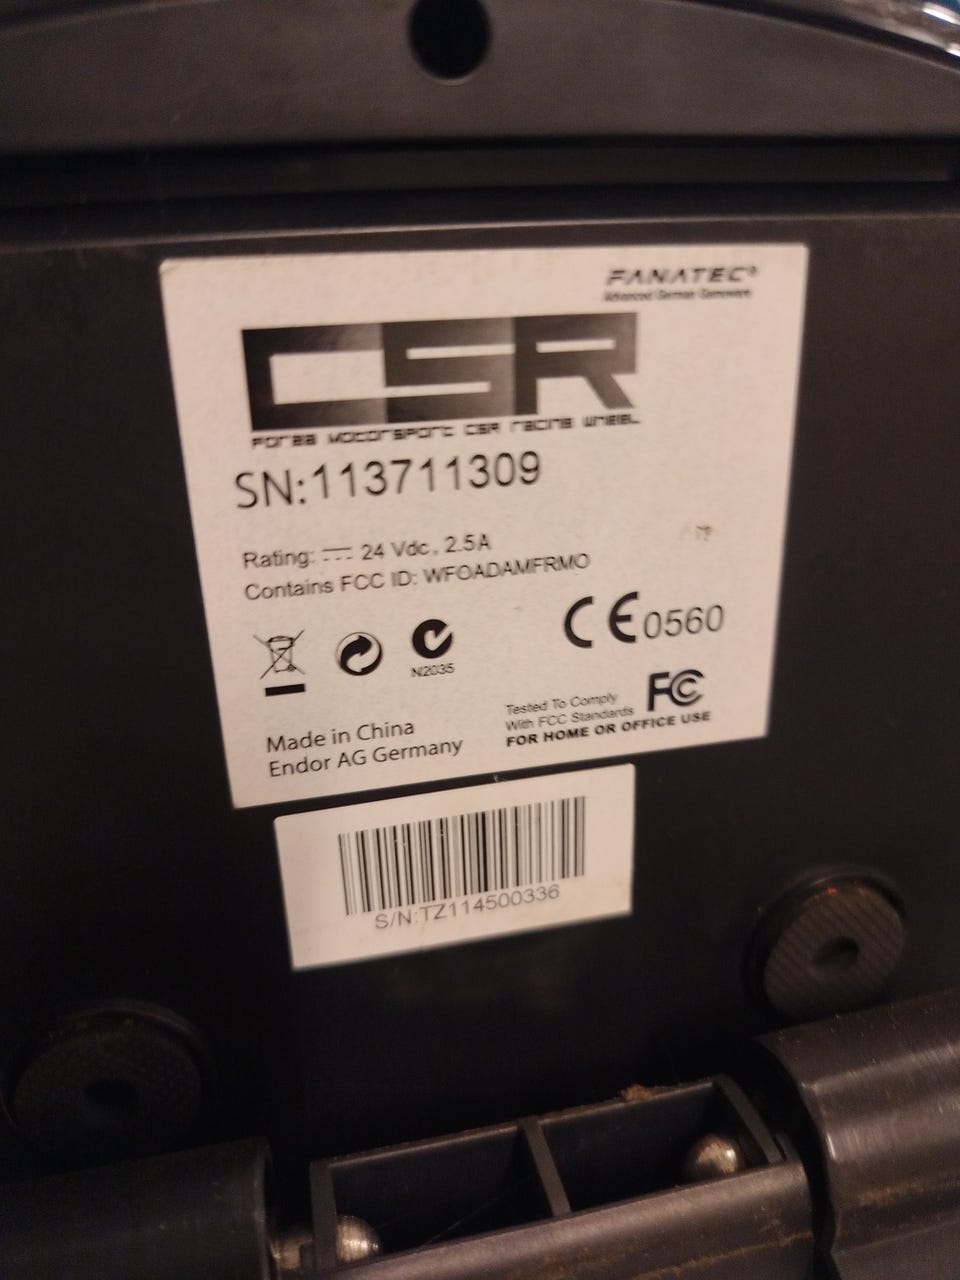 FANATEC®
Advanced German Gameware
CSR
FORZA MOTORSPORT CSR RACING WHEEL
SN:113711309
Rating: 24 Vdc, 2.5A
Contains FCC ID: WFOADAMFRMO
N2035
CE0560
Made in China
Endor AG Germany
Tested To Comply
With FCC Standards
FC
FOR HOME OR OFFICE USE
S/N:TZ114500336